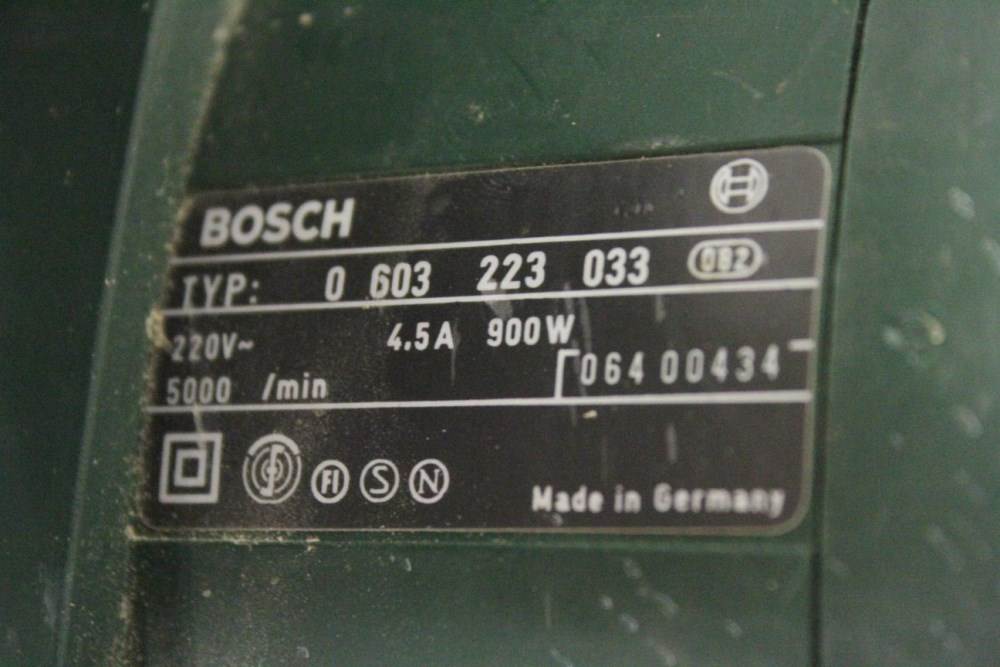 BOSCH
TYP: 0 603 223 033 082
220V~ 4.5A 900W
5000 /min 064 00434
FI S N
Made in Germany